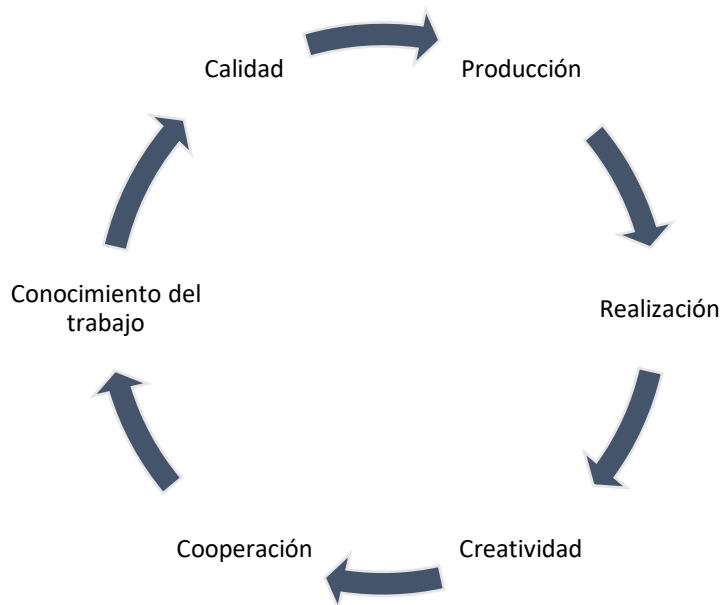 Calidad
Producción
Realización
Creatividad
Cooperación
Conocimiento del
trabajo